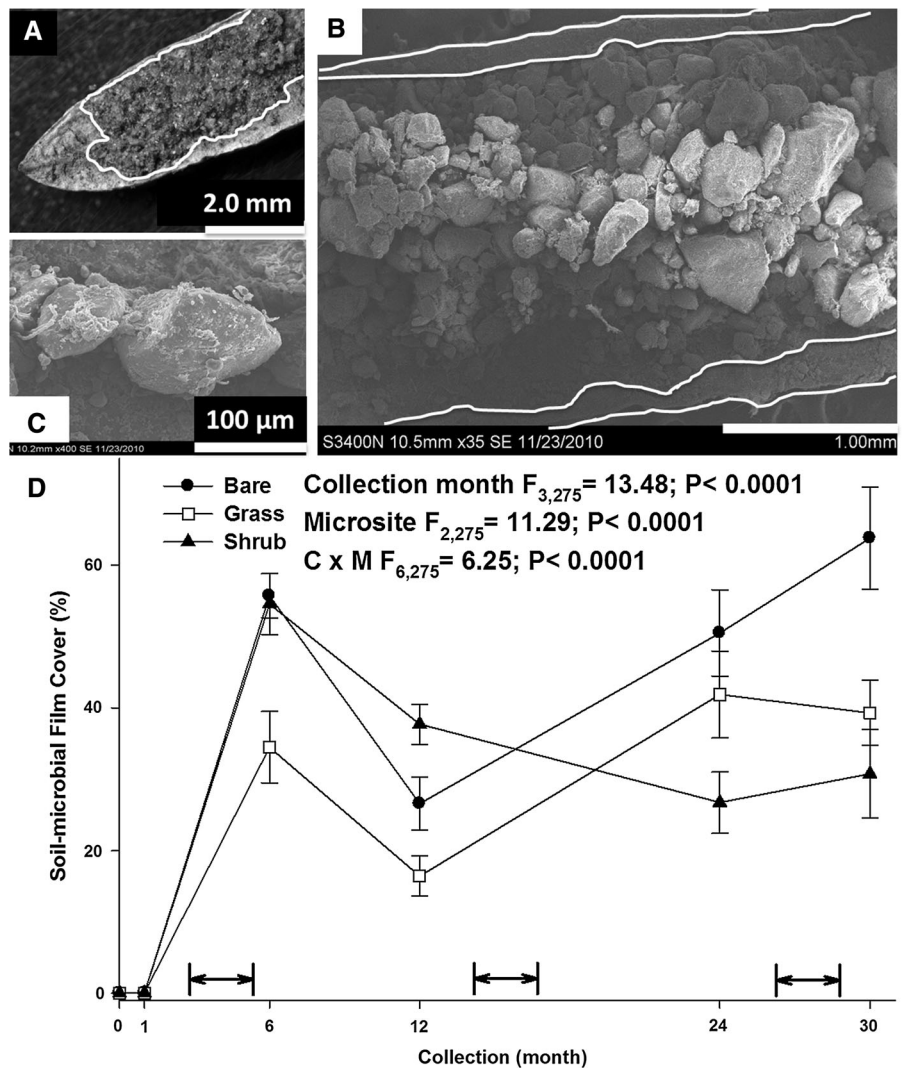 A
2.0 mm
B
S3400N 10.5mm x35 SE 11/23/2010
1.00mm
C
100 µm
N 10.2mm x400 SE 11/23/2010
D
Bare
Grass
Shrub
Collection month F3,275= 13.48; P< 0.0001
Microsite F2,275= 11.29; P< 0.0001
C x M F6,275= 6.25; P< 0.0001
Soil-microbial Film Cover (%)
60
40
20
0
0 1 6 12 24 30
Collection (month)